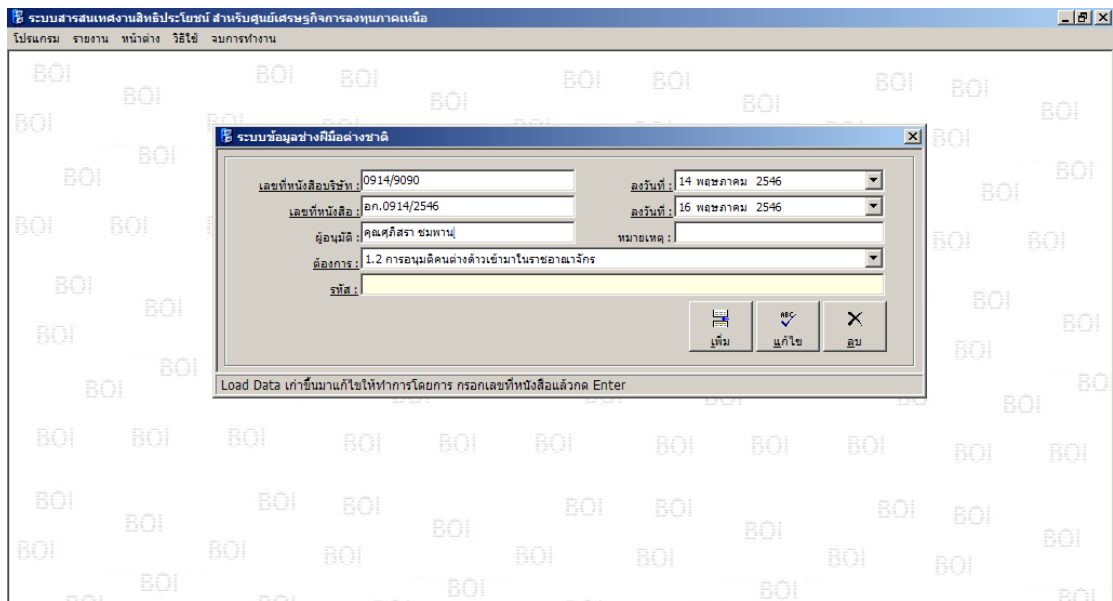 ระบบสารสนเทศงานสิทธิประโยชน์ สำหรับศูนย์เศรษฐกิจการลงทุนภาคเหนือ
โปรแกรม รายงาน หน้าต่าง วิธีใช้ จบการทำงาน
ระบบข้อมูลช่างฝีมือต่างชาติ
เลขที่หนังสือบริษัท : 0914/9090 ลงวันที่ : 14 พฤษภาคม 2546
เลขที่หนังสือ : อก.0914/2546 ลงวันที่ : 16 พฤษภาคม 2546
ผู้อนุมัติ : คุณศุภิสรา ชมพาน หมายเหตุ :
ต้องการ : 1.2 การอนุมติคนต่างด้าวเข้ามาในราชอาณาจักร
รหัส :
เพิ่ม แก้ไข ลบ
Load Data เก่าขึ้นมาแก้ไขให้ทำการโดยการ กรอกเลขที่หนังสือแล้วกด Enter
BOI